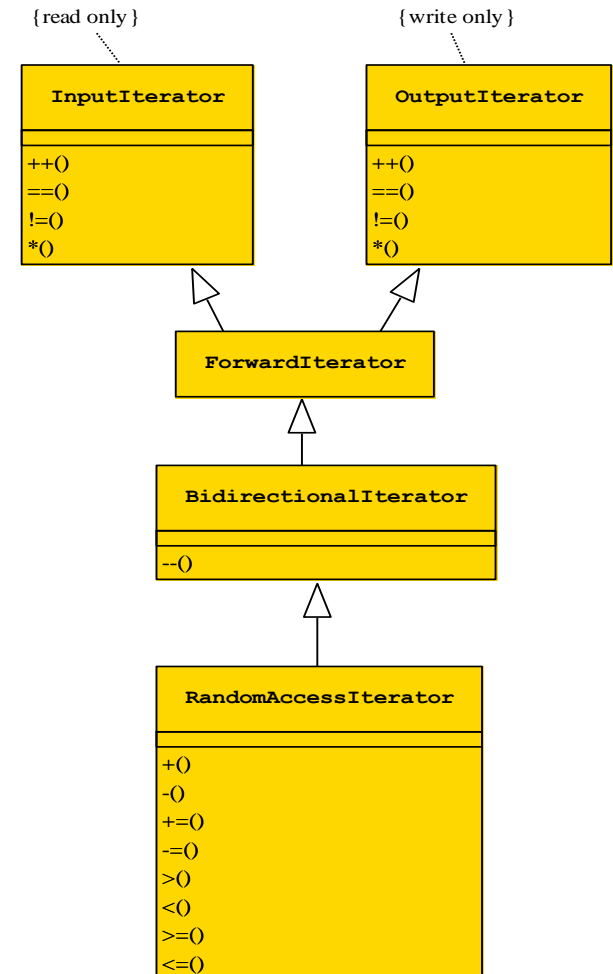 {read only}
{write only}
InputIterator
++()
==()
!=()
*()
OutputIterator
++()
==()
!=()
*()
ForwardIterator
BidirectionalIterator
--()
RandomAccessIterator
+()
-()
+=()
-=()
>()
<()
>=()
<=()